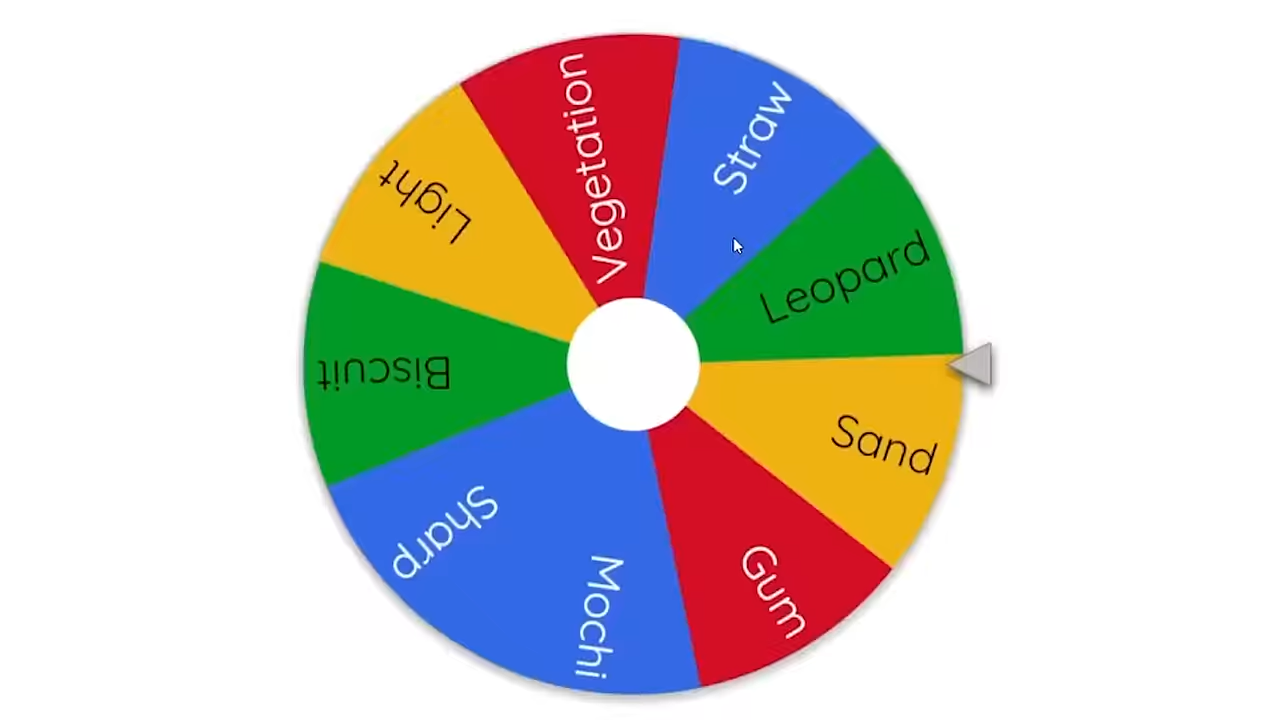 Vegetation
Straw
Leopard
Sand
Gum
Mochi
Sharp
Biscuit
Light